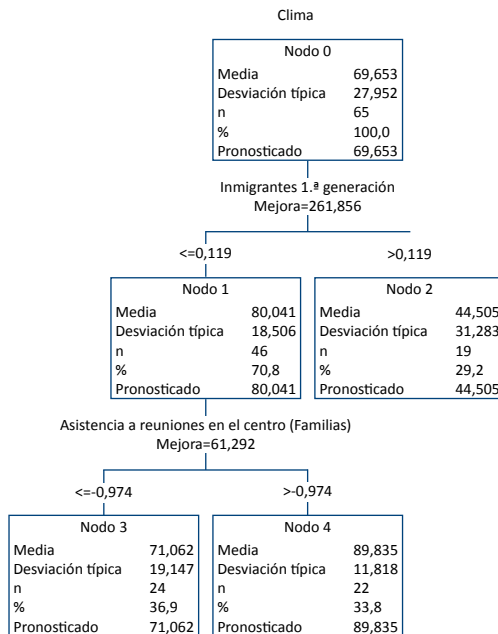 Clima
Nodo 0
Media 69,653
Desviación típica 27,952
n 65
% 100,0
Pronosticado 69,653
Inmigrantes 1.ª generación
Mejora=261,856
<=0,119 >0,119
Nodo 1
Media 80,041
Desviación típica 18,506
n 46
% 70,8
Pronosticado 80,041
Nodo 2
Media 44,505
Desviación típica 31,283
n 19
% 29,2
Pronosticado 44,505
Asistencia a reuniones en el centro (Familias)
Mejora=61,292
<=-0,974 >-0,974
Nodo 3
Media 71,062
Desviación típica 19,147
n 24
% 36,9
Pronosticado 71,062
Nodo 4
Media 89,835
Desviación típica 11,818
n 22
% 33,8
Pronosticado 89,835